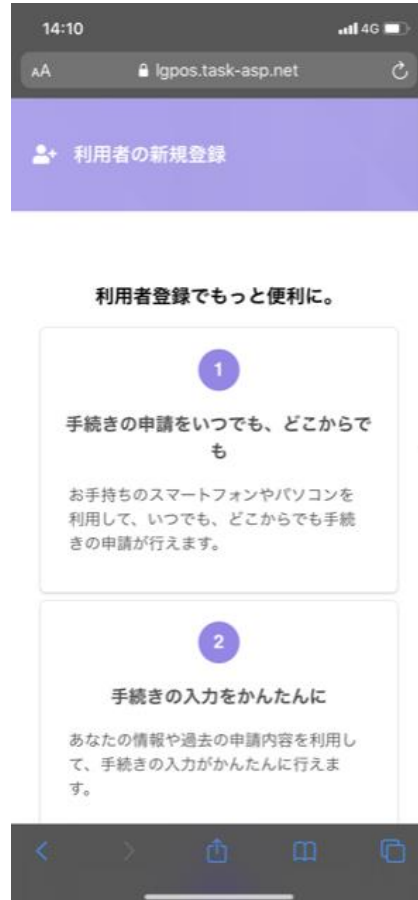 14:10
4G
AA
lgpos.task-asp.net
利用者の新規登録
利用者登録でもっと便利に。
1
手続きの申請をいつでも、どこからで
も
お手持ちのスマートフォンやパソコンを
利用して、いつでも、どこからでも手続
きの申請が行えます。
2
手続きの入力をかんたんに
あなたの情報や過去の申請内容を利用し
て、手続きの入力がかんたんに行えま
す。